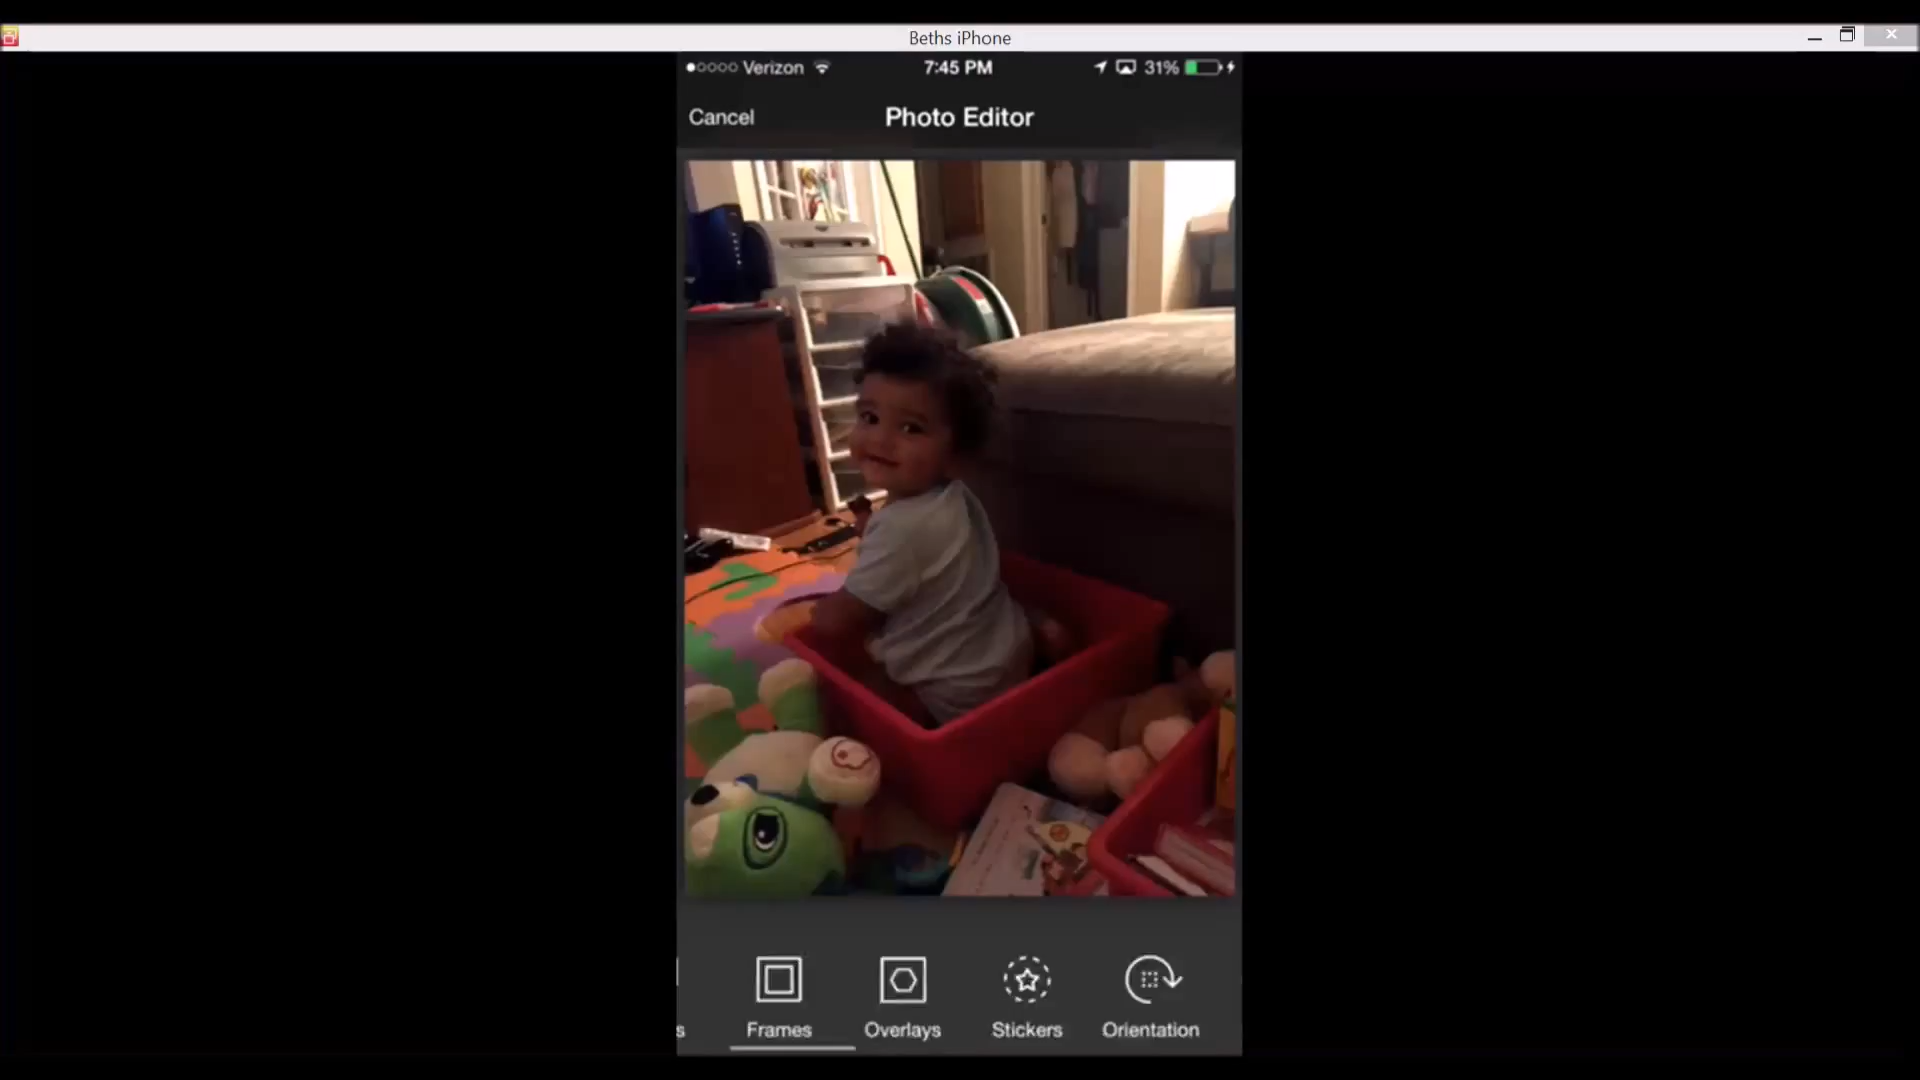 Beths iPhone
Verizon 7:45 PM 31%
Cancel Photo Editor
s Frames Overlays Stickers Orientation